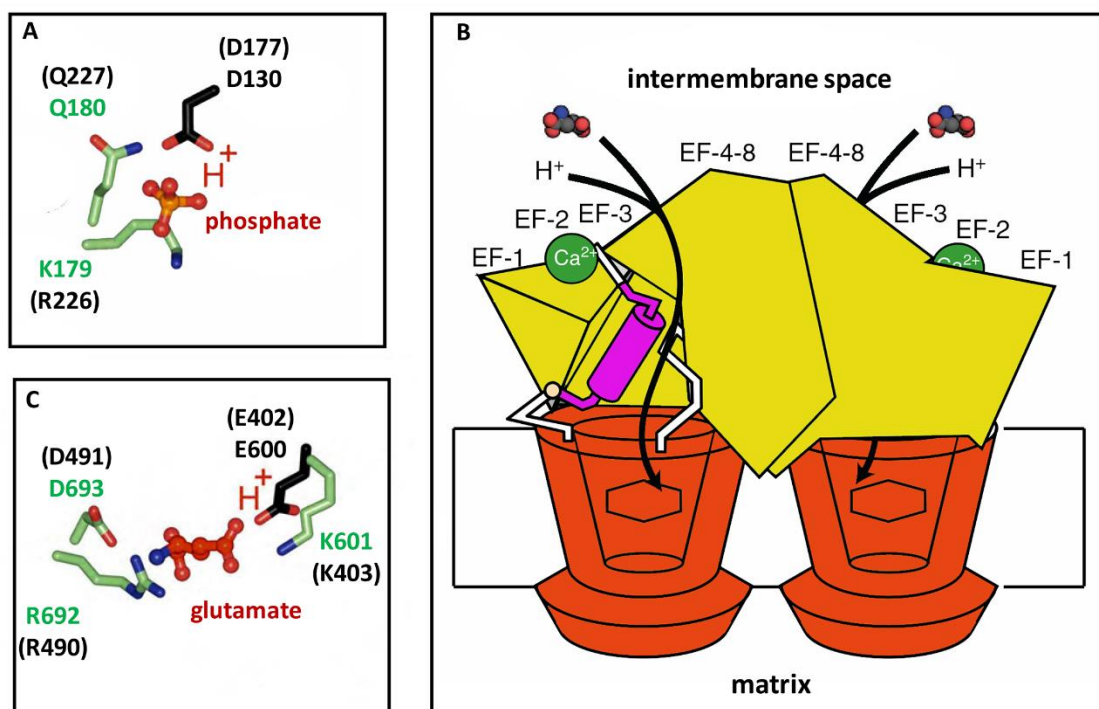 A
(D177)
D130
(Q227)
Q180
H+
phosphate
K179
(R226)
B
intermembrane space
EF-4-8 EF-4-8
H+ H+
EF-3 EF-3
EF-2 EF-2
EF-1 EF-1
Ca2+ Ca2+
matrix
C
(E402)
E600
(D491)
D693
H+
K601
(K403)
R692
(R490)
glutamate